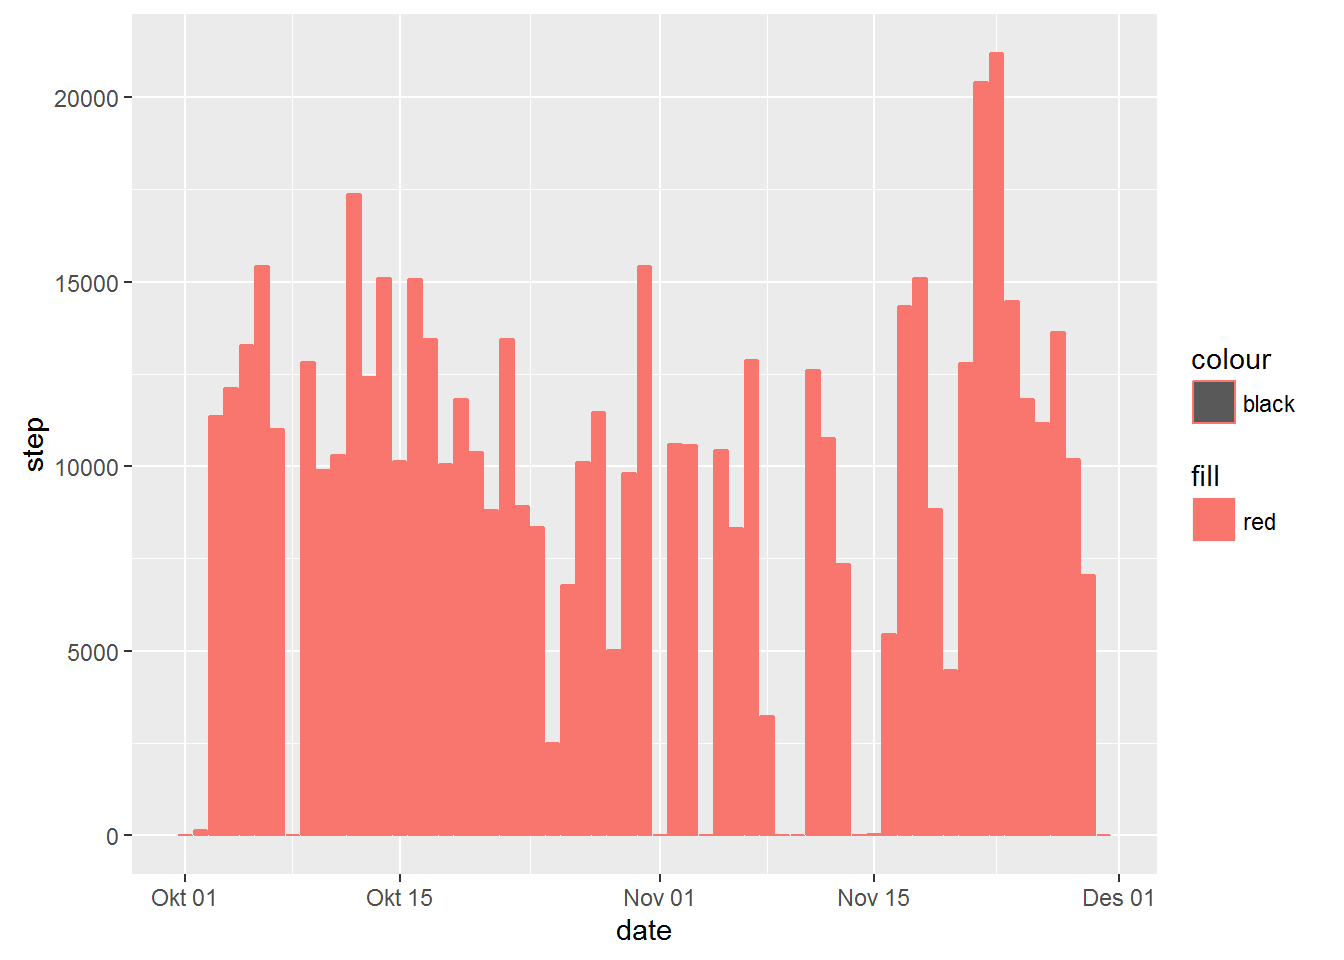 step
20000
15000
10000
5000
0
Okt 01 Okt 15 Nov 01 Nov 15 Des 01
date
colour
black
fill
red